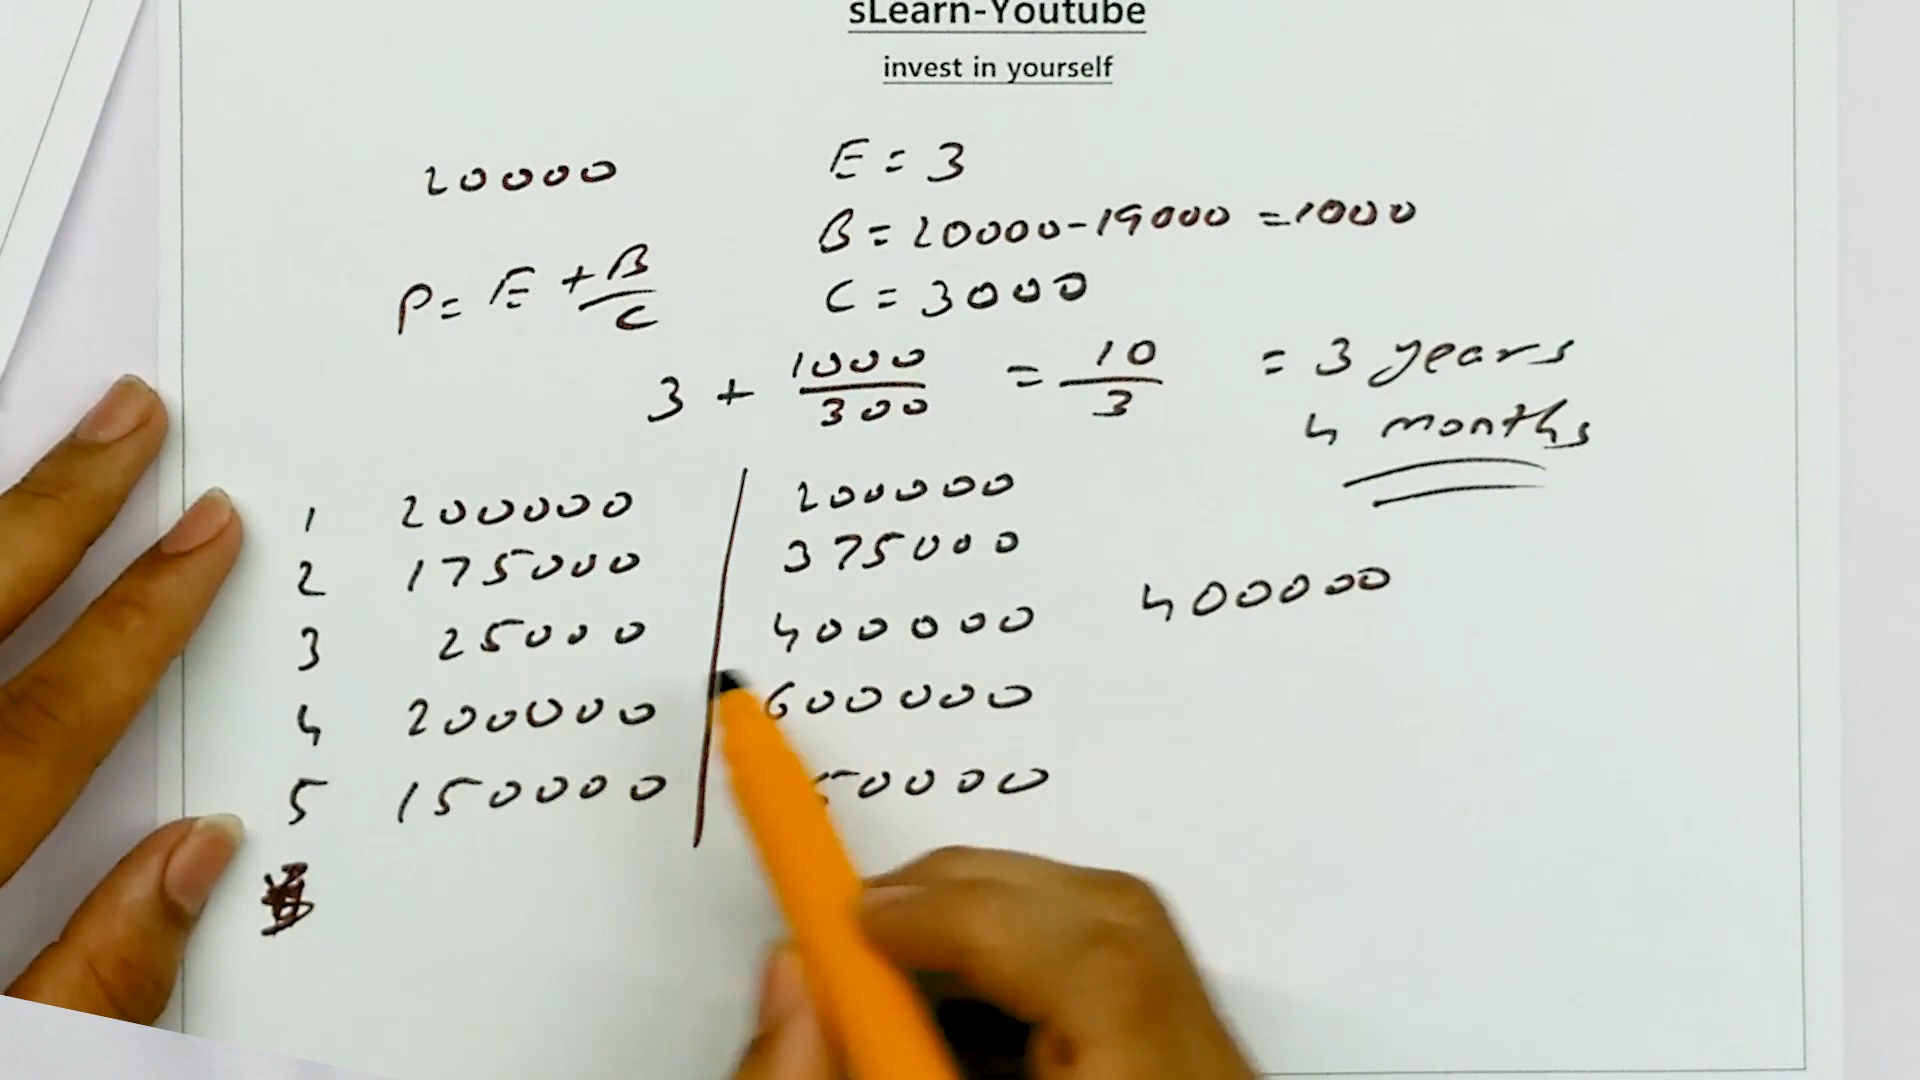 sLearn-Youtube
invest in yourself
20000
E = 3
B = 20000-19000 = 1000
P = E + B/C
C = 3000
3 + 1000/300 = 10/3 = 3 years
4 months
1 200000 200000
2 175000 375000
3 25000 400000 400000
4 200000 600000
5 150000 50000